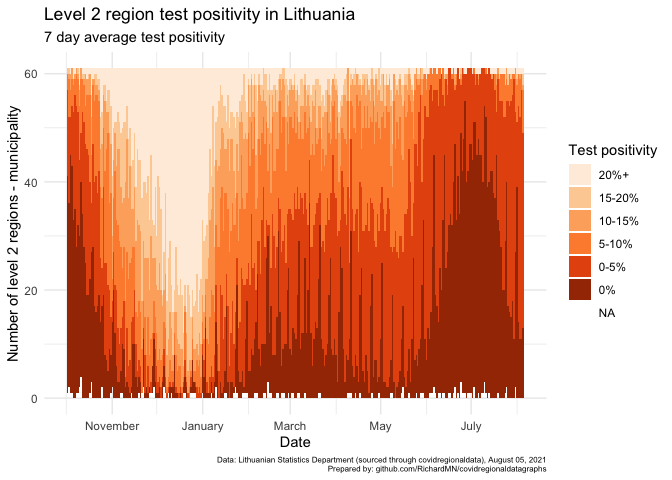 Level 2 region test positivity in Lithuania
7 day average test positivity
Number of level 2 regions - municipality
60
40
20
0
November
January
March
May
July
Date
Test positivity
20%+
15-20%
10-15%
5-10%
0-5%
0%
NA
Data: Lithuanian Statistics Department (sourced through covidregionaldata), August 05, 2021
Prepared by: github.com/RichardMN/covidregionaldatagraphs